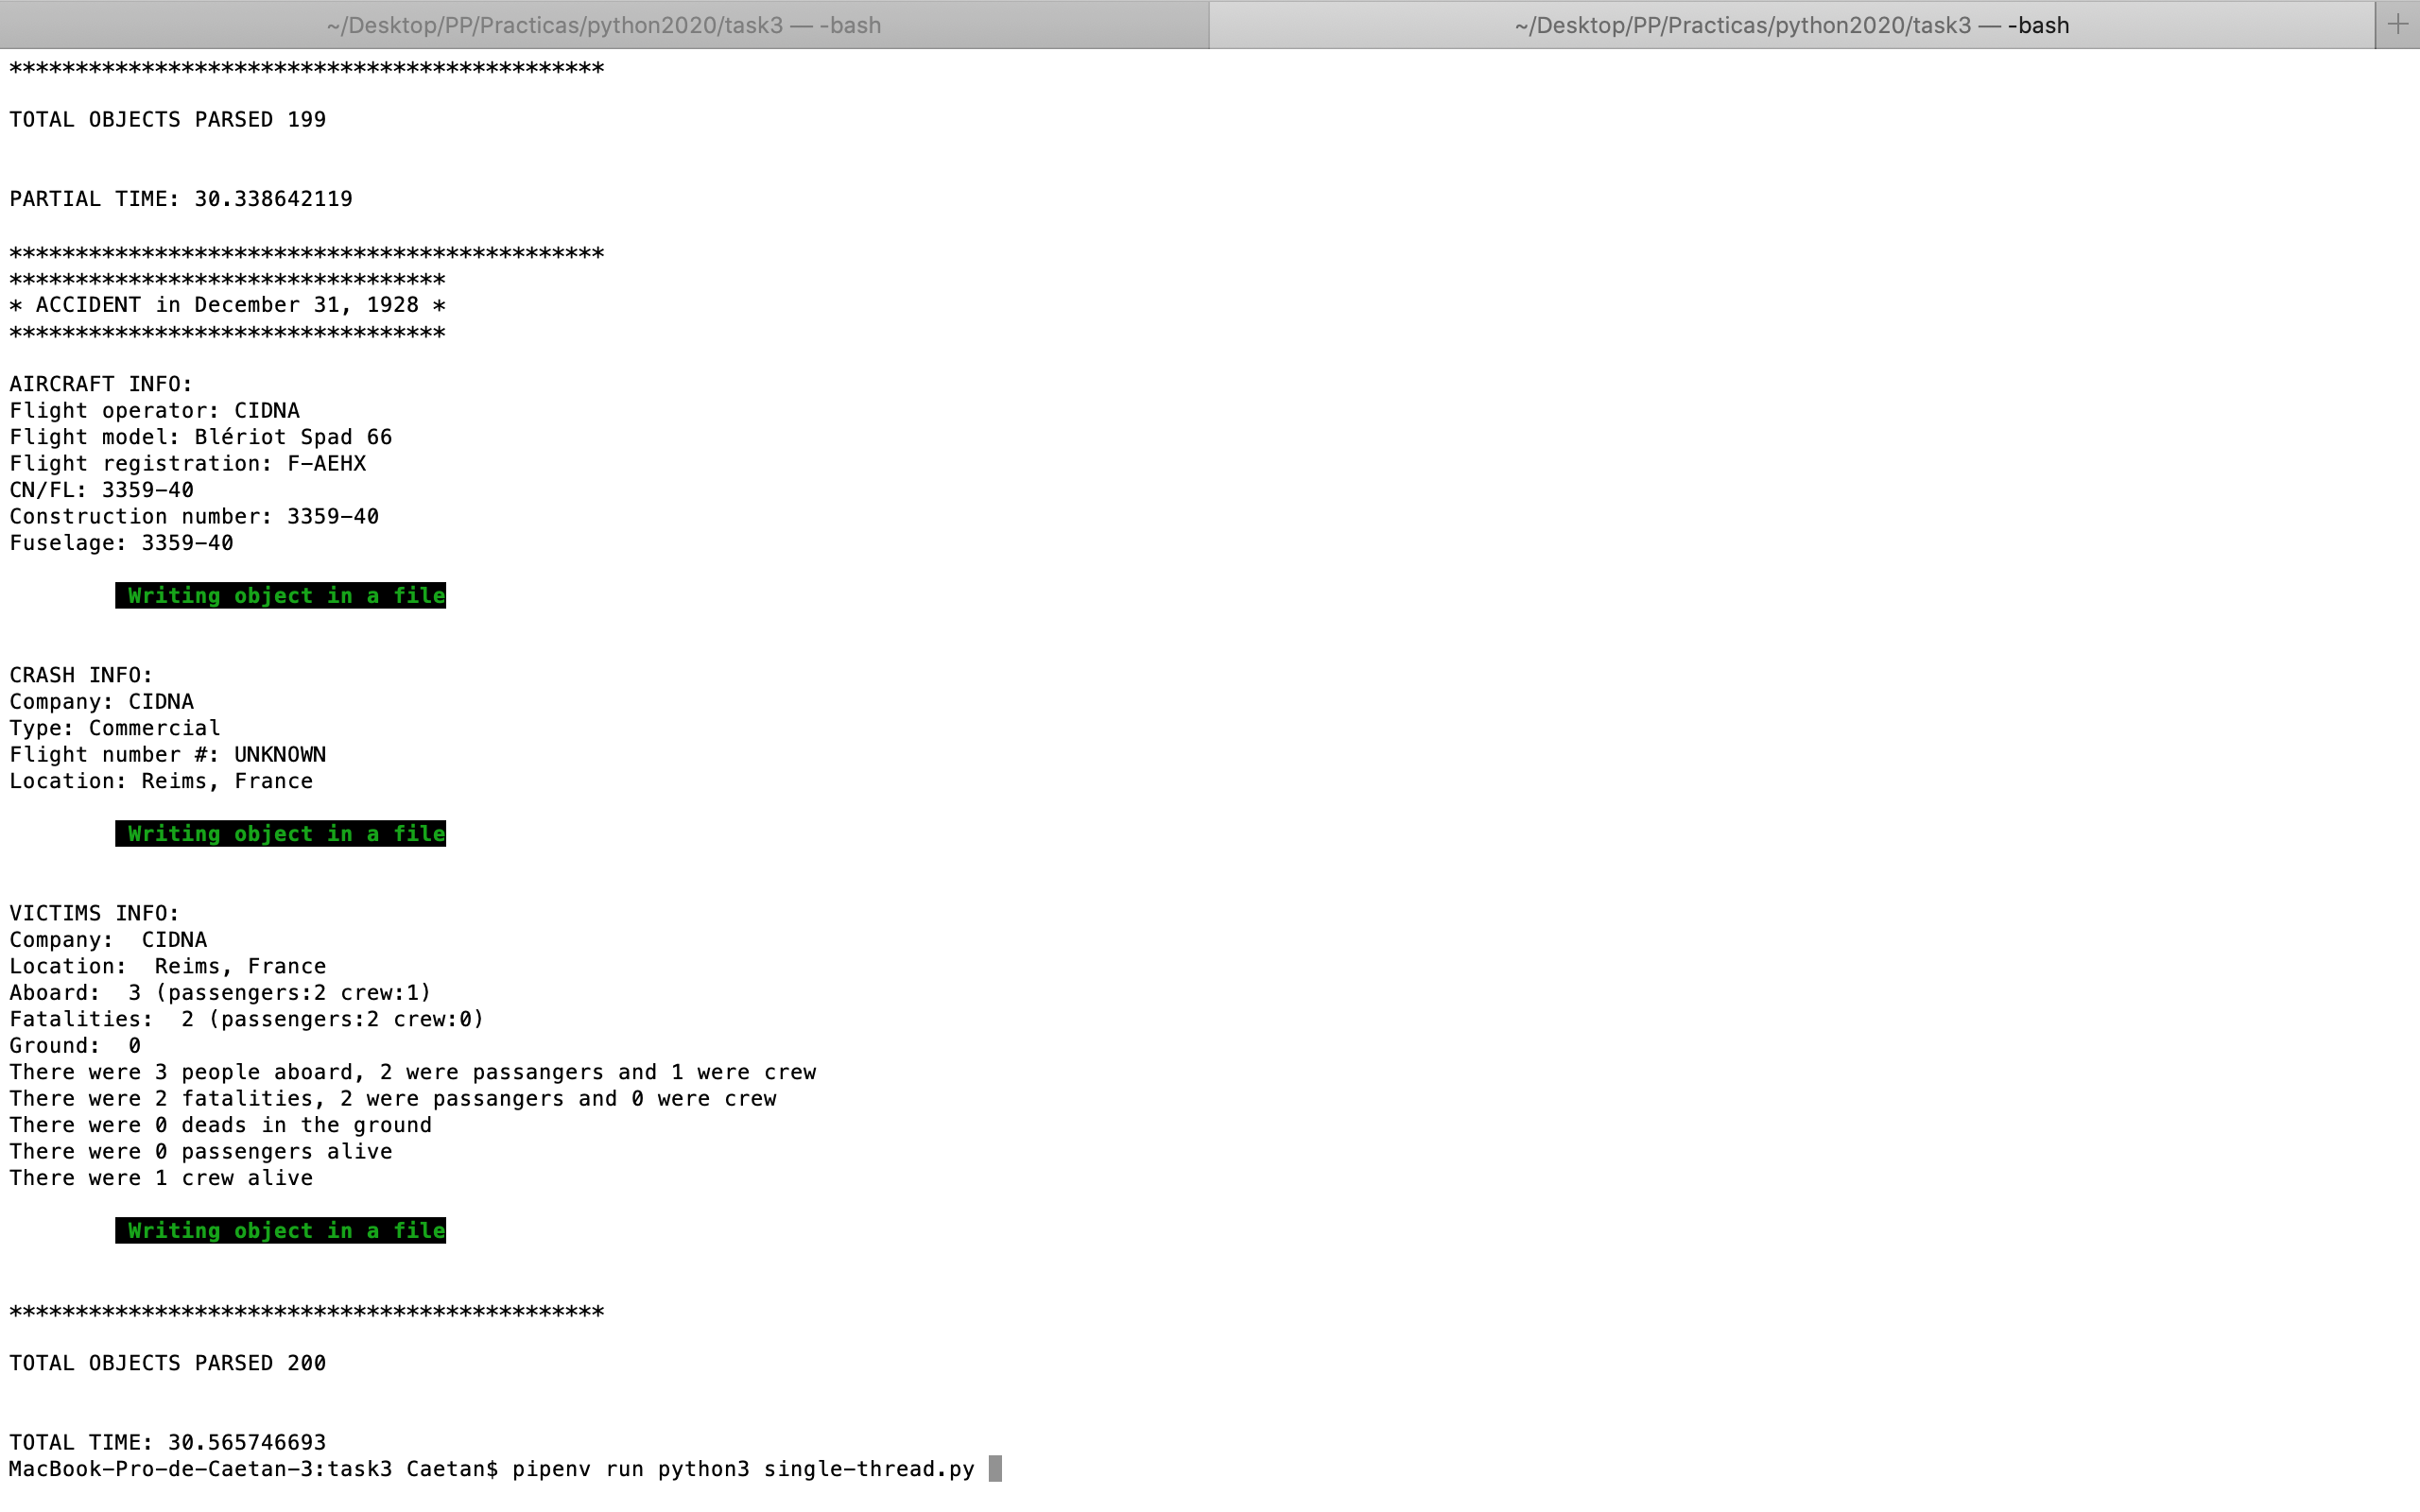 ~/Desktop/PP/Practicas/python2020/task3 — -bash
~/Desktop/PP/Practicas/python2020/task3 — -bash
+
*********************************************
TOTAL OBJECTS PARSED 199
PARTIAL TIME: 30.338642119
*********************************************
*********************************
* ACCIDENT in December 31, 1928 *
*********************************
AIRCRAFT INFO:
Flight operator: CIDNA
Flight model: Blériot Spad 66
Flight registration: F-AEHX
CN/FL: 3359-40
Construction number: 3359-40
Fuselage: 3359-40
Writing object in a file
CRASH INFO:
Company: CIDNA
Type: Commercial
Flight number #: UNKNOWN
Location: Reims, France
Writing object in a file
VICTIMS INFO:
Company:  CIDNA
Location:  Reims, France
Aboard:  3 (passengers:2 crew:1)
Fatalities:  2 (passengers:2 crew:0)
Ground:  0
There were 3 people aboard, 2 were passangers and 1 were crew
There were 2 fatalities, 2 were passangers and 0 were crew
There were 0 deads in the ground
There were 0 passengers alive
There were 1 crew alive
Writing object in a file
*********************************************
TOTAL OBJECTS PARSED 200
TOTAL TIME: 30.565746693
MacBook-Pro-de-Caetan-3:task3 Caetan$ pipenv run python3 single-thread.py